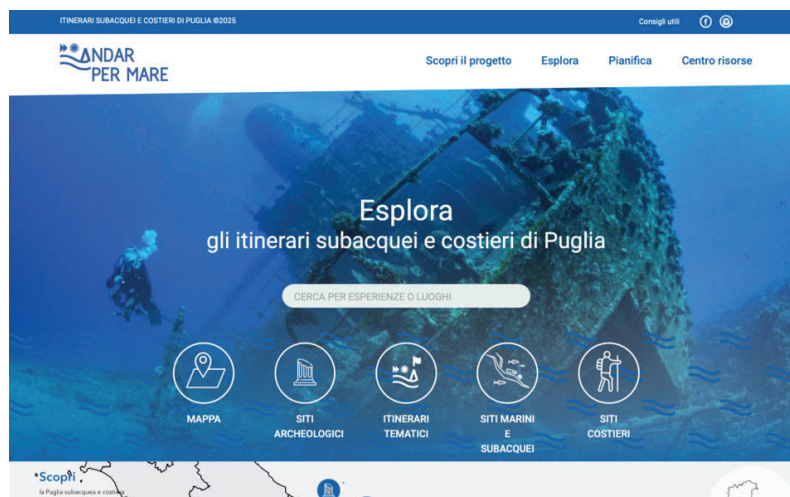 ITINERARI SUBACQUEI E COSTIERI DI PUGLIA ©2025
Consigli utili
ANDAR
PER MARE
Scopri il progetto
Esplora
Pianifica
Centro risorse
Esplora
gli itinerari subacquei e costieri di Puglia
CERCA PER ESPERIENZE O LUOGHI
MAPPA
SITI
ARCHEOLOGICI
ITINERARI
TEMATICI
SITI MARINI
E
SUBACQUEI
SITI
COSTIERI
Scopri
la Puglia subacquea e costiera